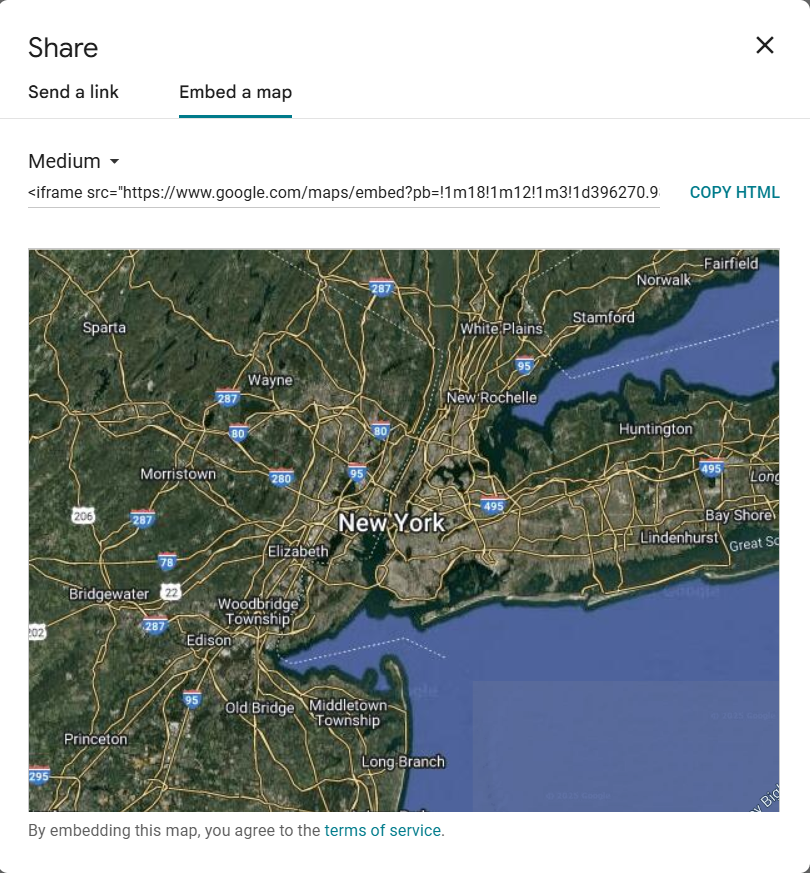 Share
Send a link
Embed a map
Medium
<iframe src="https://www.google.com/maps/embed?pb=!1m18!1m12!1m3!1d396270.9
COPY HTML
Fairfield
Norwalk
287
Stamford
Sparta
White Plains
95
Wayne
287
New Rochelle
80
80
Huntington
495
Morristown
280
95
Long
495
206
287
New York
Bay Shore
Lindenhurst
Great So
Elizabeth
78
Bridgewater
22
Google
Woodbridge
Township
287
202
Edison
95
Old Bridge
Middletown
Township
Princeton
Long Branch
295
By embedding this map, you agree to the terms of service.